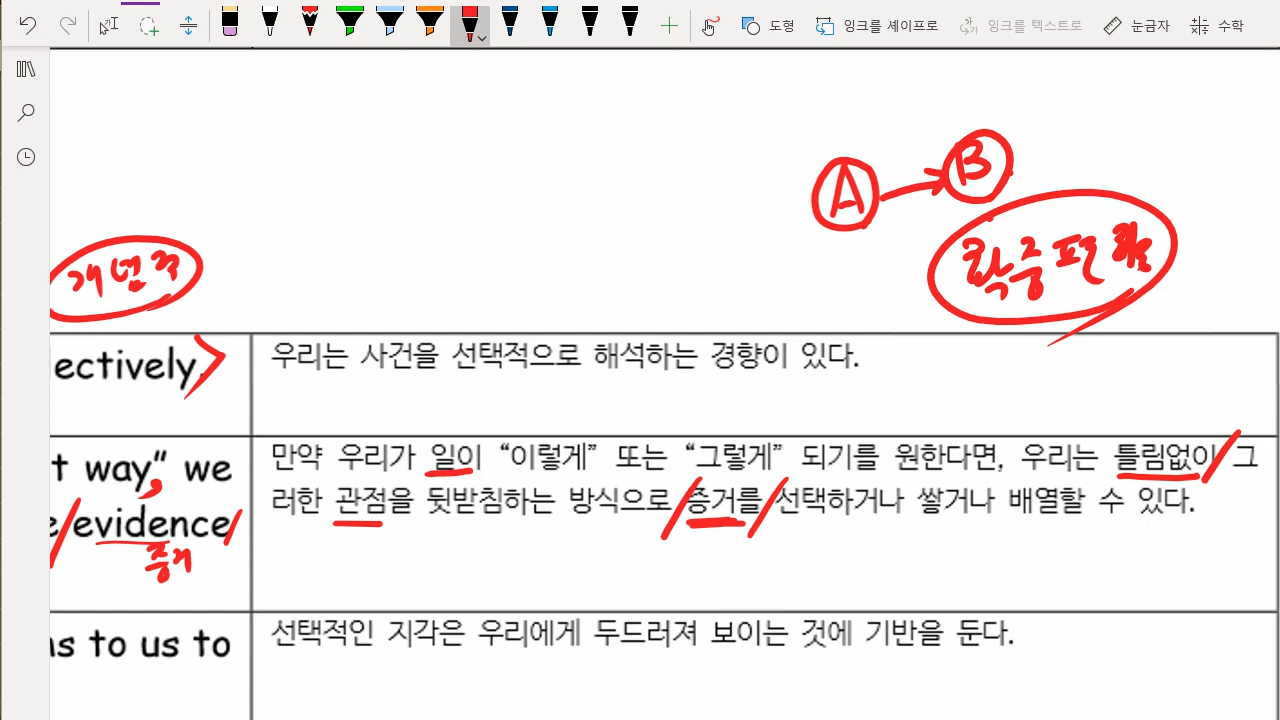 도형 잉크를 셰이프로 잉크를 텍스트로 눈금자 수학
A B
확증편향
개념적
ectively,
우리는 사건을 선택적으로 해석하는 경향이 있다.
t way,” we
만약 우리가 일이 “이렇게” 또는 “그렇게” 되기를 원한다면, 우리는 틀림없이 그
러한 관점을 뒷받침하는 방식으로 증거를 선택하거나 쌓거나 배열할 수 있다.
e evidence
증거
as to us to
선택적인 지각은 우리에게 두드러져 보이는 것에 기반을 둔다.